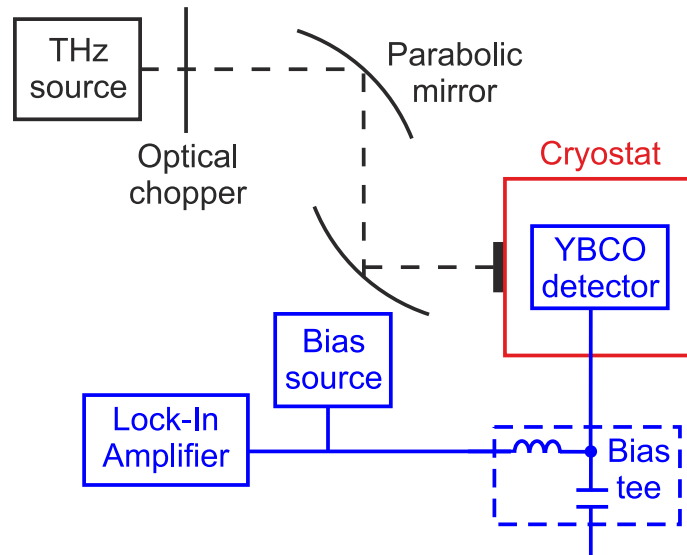 THz
source
Parabolic
mirror
Optical
chopper
Cryostat
YBCO
detector
Bias
source
Lock-In
Amplifier
Bias
tee